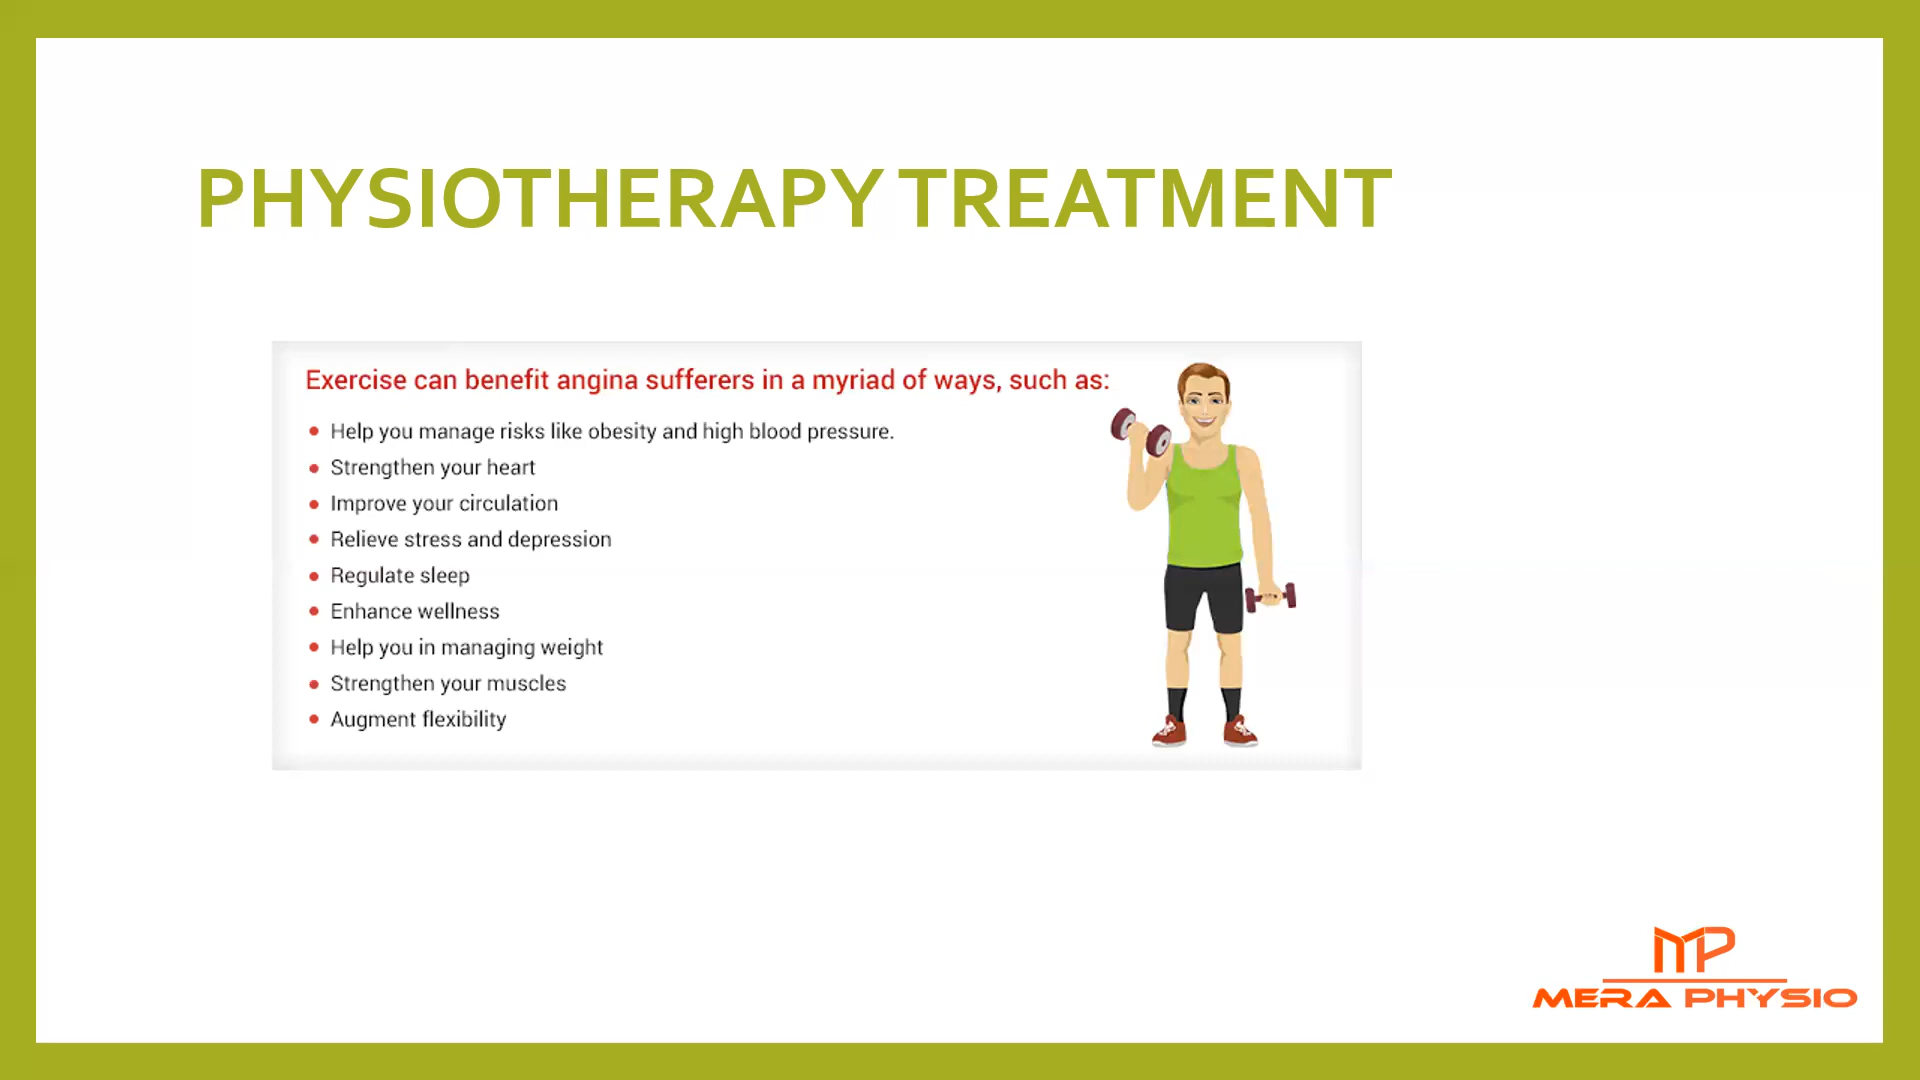 PHYSIOTHERAPY TREATMENT
Exercise can benefit angina sufferers in a myriad of ways, such as:
• Help you manage risks like obesity and high blood pressure.
• Strengthen your heart
• Improve your circulation
• Relieve stress and depression
• Regulate sleep
• Enhance wellness
• Help you in managing weight
• Strengthen your muscles
• Augment flexibility
MP
MERA PHYSIO